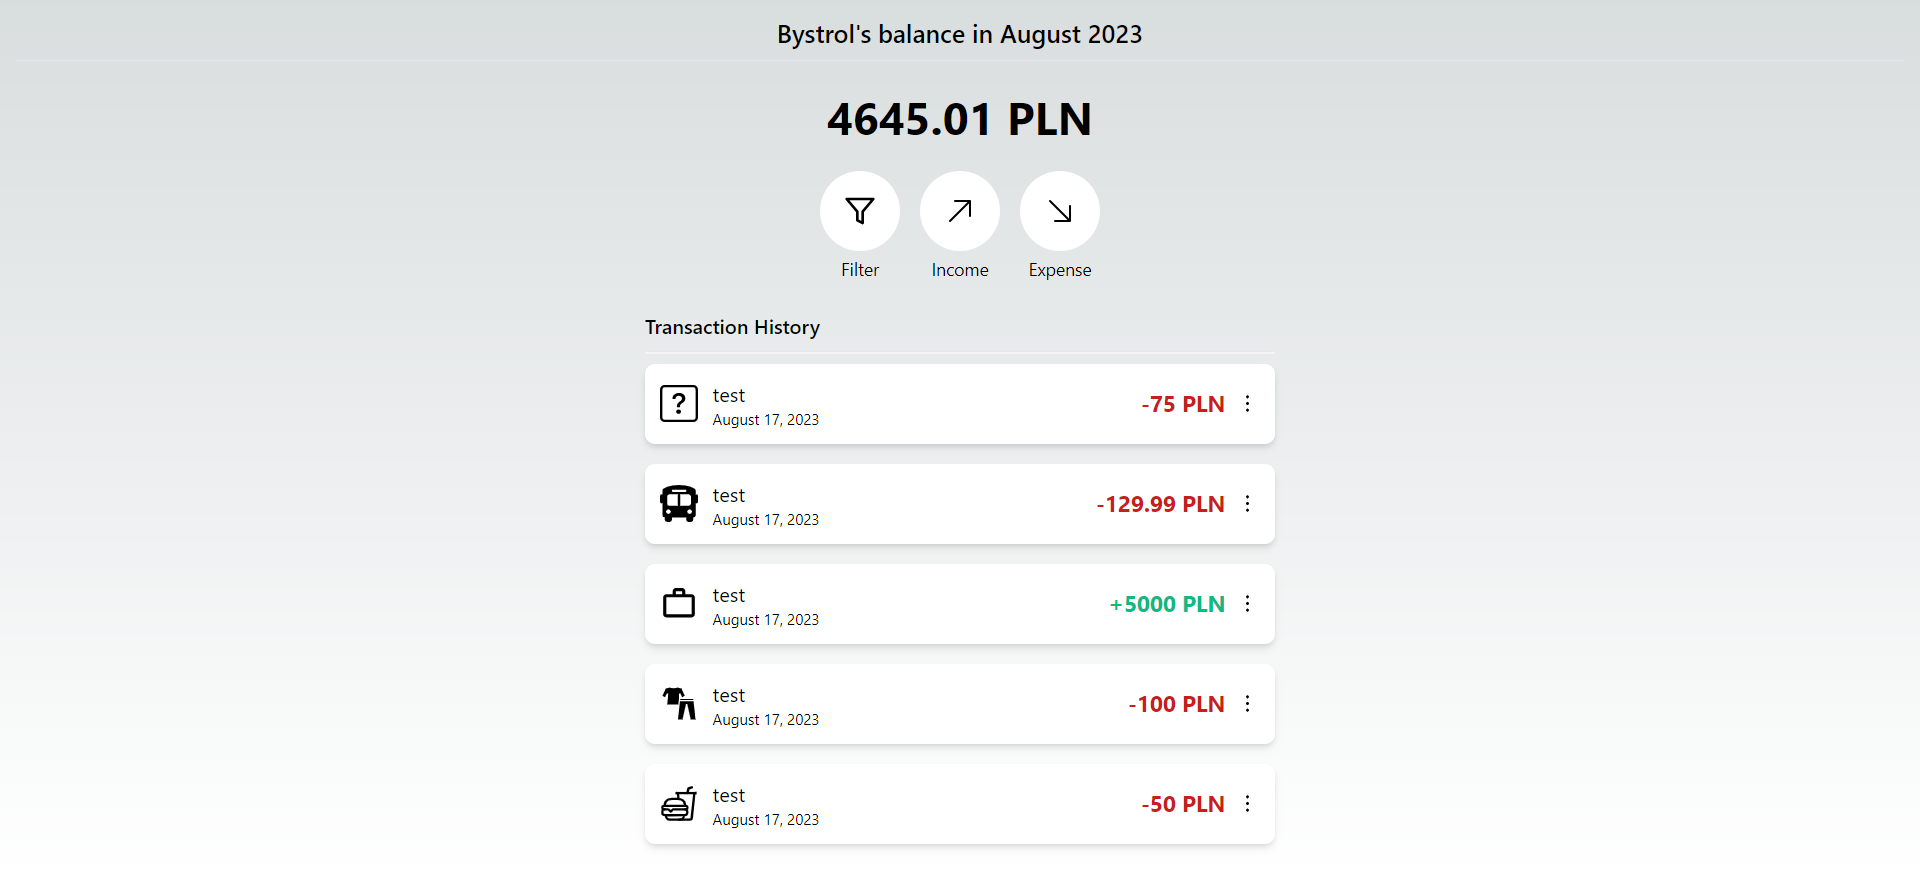 Bystrol's balance in August 2023
4645.01 PLN
Filter
Income
Expense
Transaction History
?
test
August 17, 2023
-75 PLN
test
August 17, 2023
-129.99 PLN
test
August 17, 2023
+5000 PLN
test
August 17, 2023
-100 PLN
test
August 17, 2023
-50 PLN